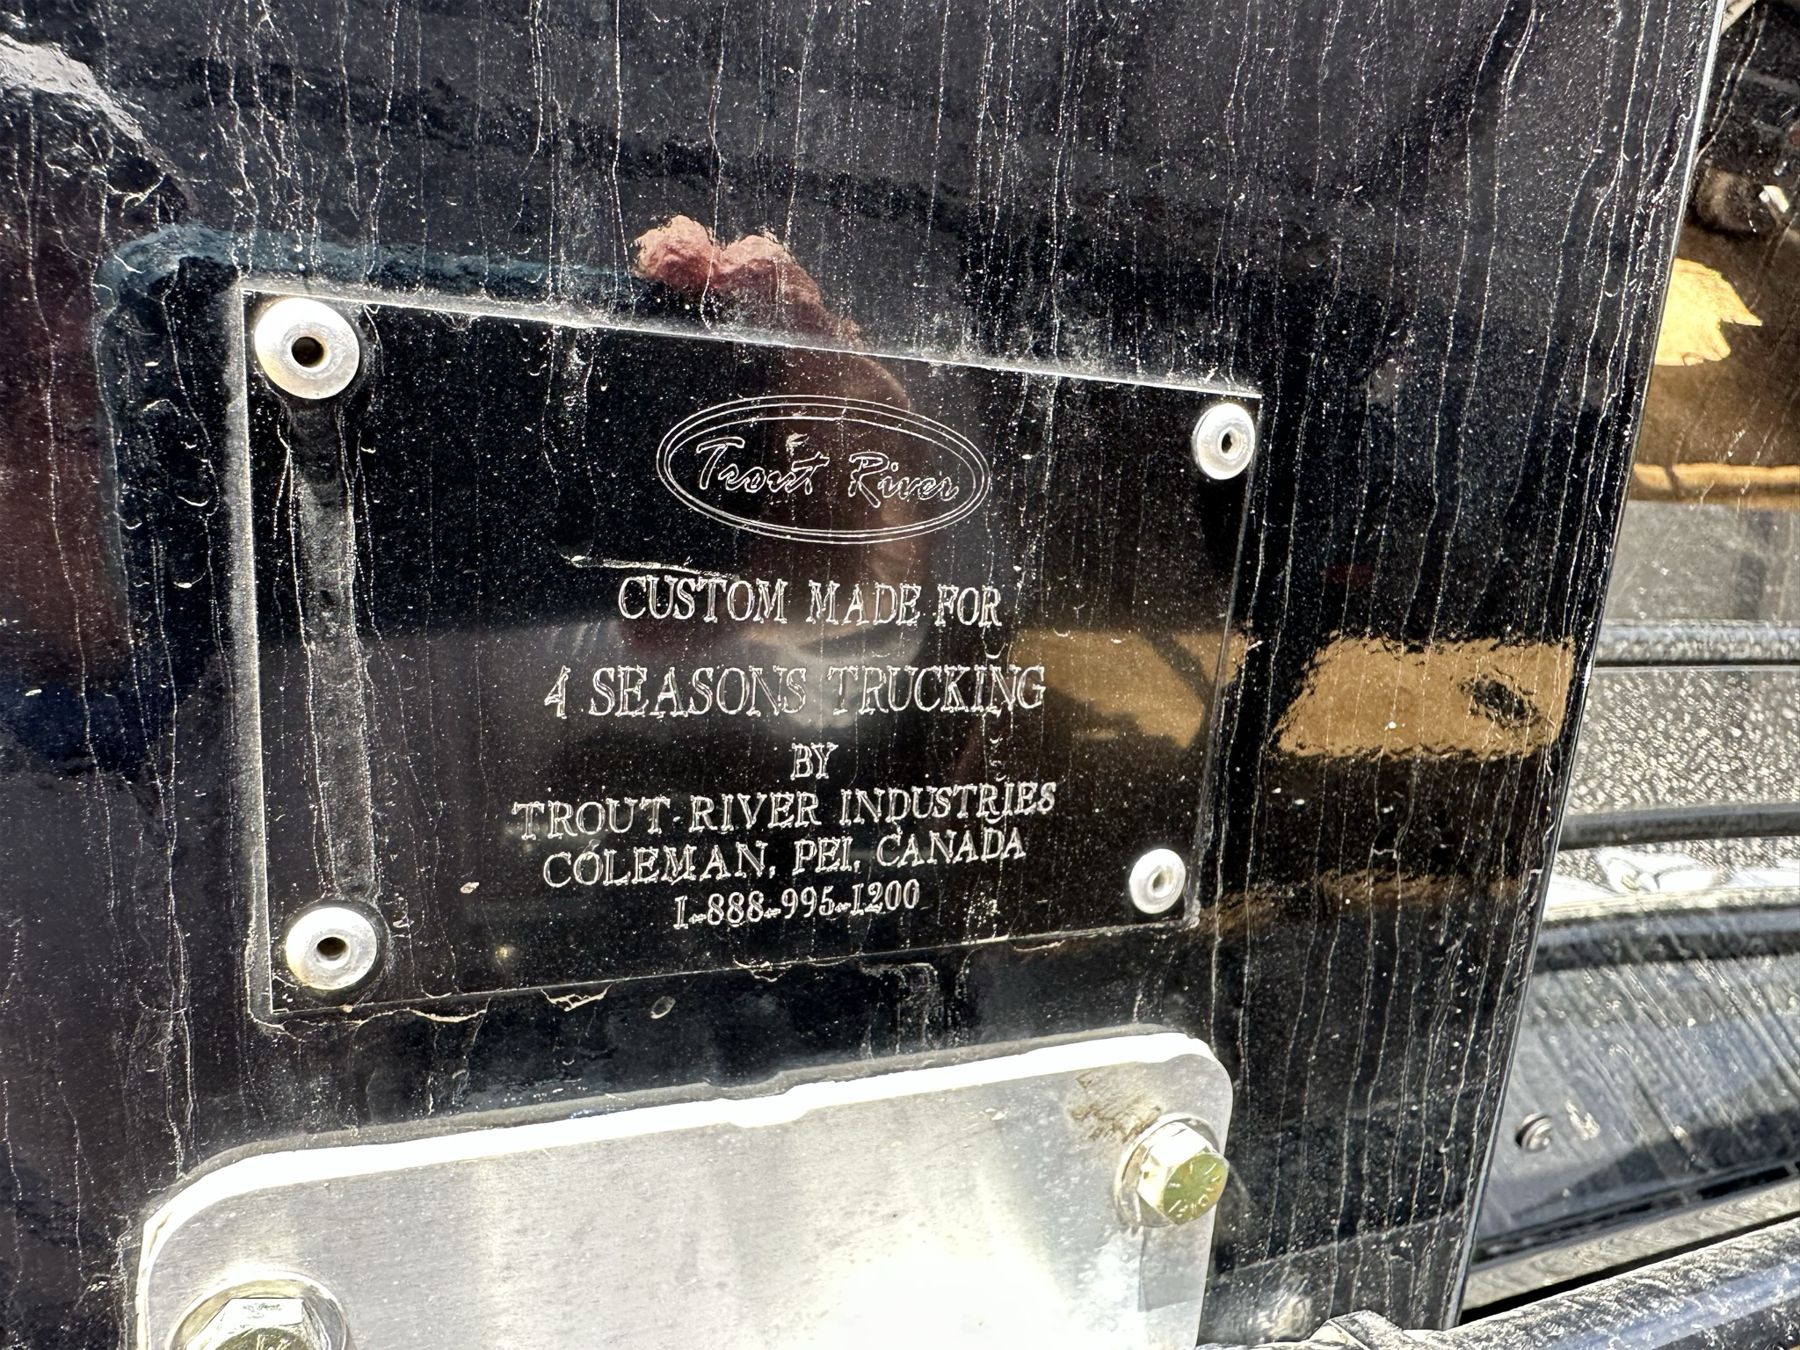 Trout River
CUSTOM MADE FOR
4 SEASONS TRUCKING
BY
TROUT RIVER INDUSTRIES
COLEMAN, PEI, CANADA
1-888-995-1200